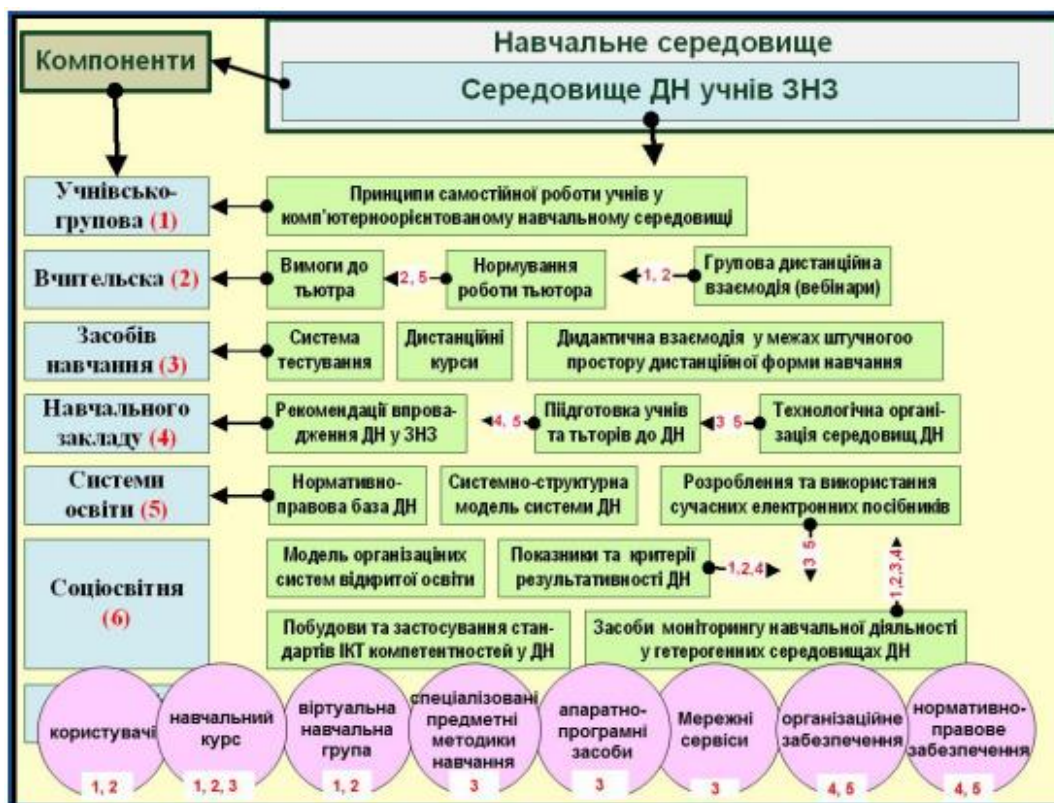 Компоненти
Навчальне середовище
Середовище ДН учнів ЗНЗ
Учнівсько-
групова (1)
Принципи самостійної роботи учнів у
комп'ютерноорієнтованому навчальному середовищі
Вчительска (2)
Вимоги до
тьютра
2, 5
Нормування
роботи тьютора
1, 2
Групова дистанційна
взаємодія (вебінари)
Засобів
навчання (3)
Система
тестування
Дистанційні
курси
Дидактична взаємодія у межах штучногоо
простору дистанційної форми навчання
Навчального
закладу (4)
Рекомендації впрова-
дження ДН у ЗНЗ
4, 5
Піідготовка учнів
та тьторів до ДН
3 5
Технологічна органі-
зація середовищ ДН
Системи
освіти (5)
Нормативно-
правова база ДН
Системно-структурна
модель системи ДН
Розроблення та використання
сучасних електронних посібників
Соціосвітня
(6)
Модель організаціних
систем відкритої освіти
Показники та критерії
результативності ДН
1,2,4
3 5
1,2,3,4
Побудови та застосування стан-
дартів ІКТ компетентностей у ДН
Засоби моніторингу навчальної діяльності
у гетерогенних середовищах ДН
користувачі
1, 2
навчальний
курс
1, 2, 3
віртуальна
навчальна
група
1, 2
спеціалізовані
предметні
методики
навчання
3
апаратно-
програмні
засоби
3
Мережні
сервіси
3
організаційне
забезпечення
4, 5
нормативно-
правове
забезпечення
4, 5